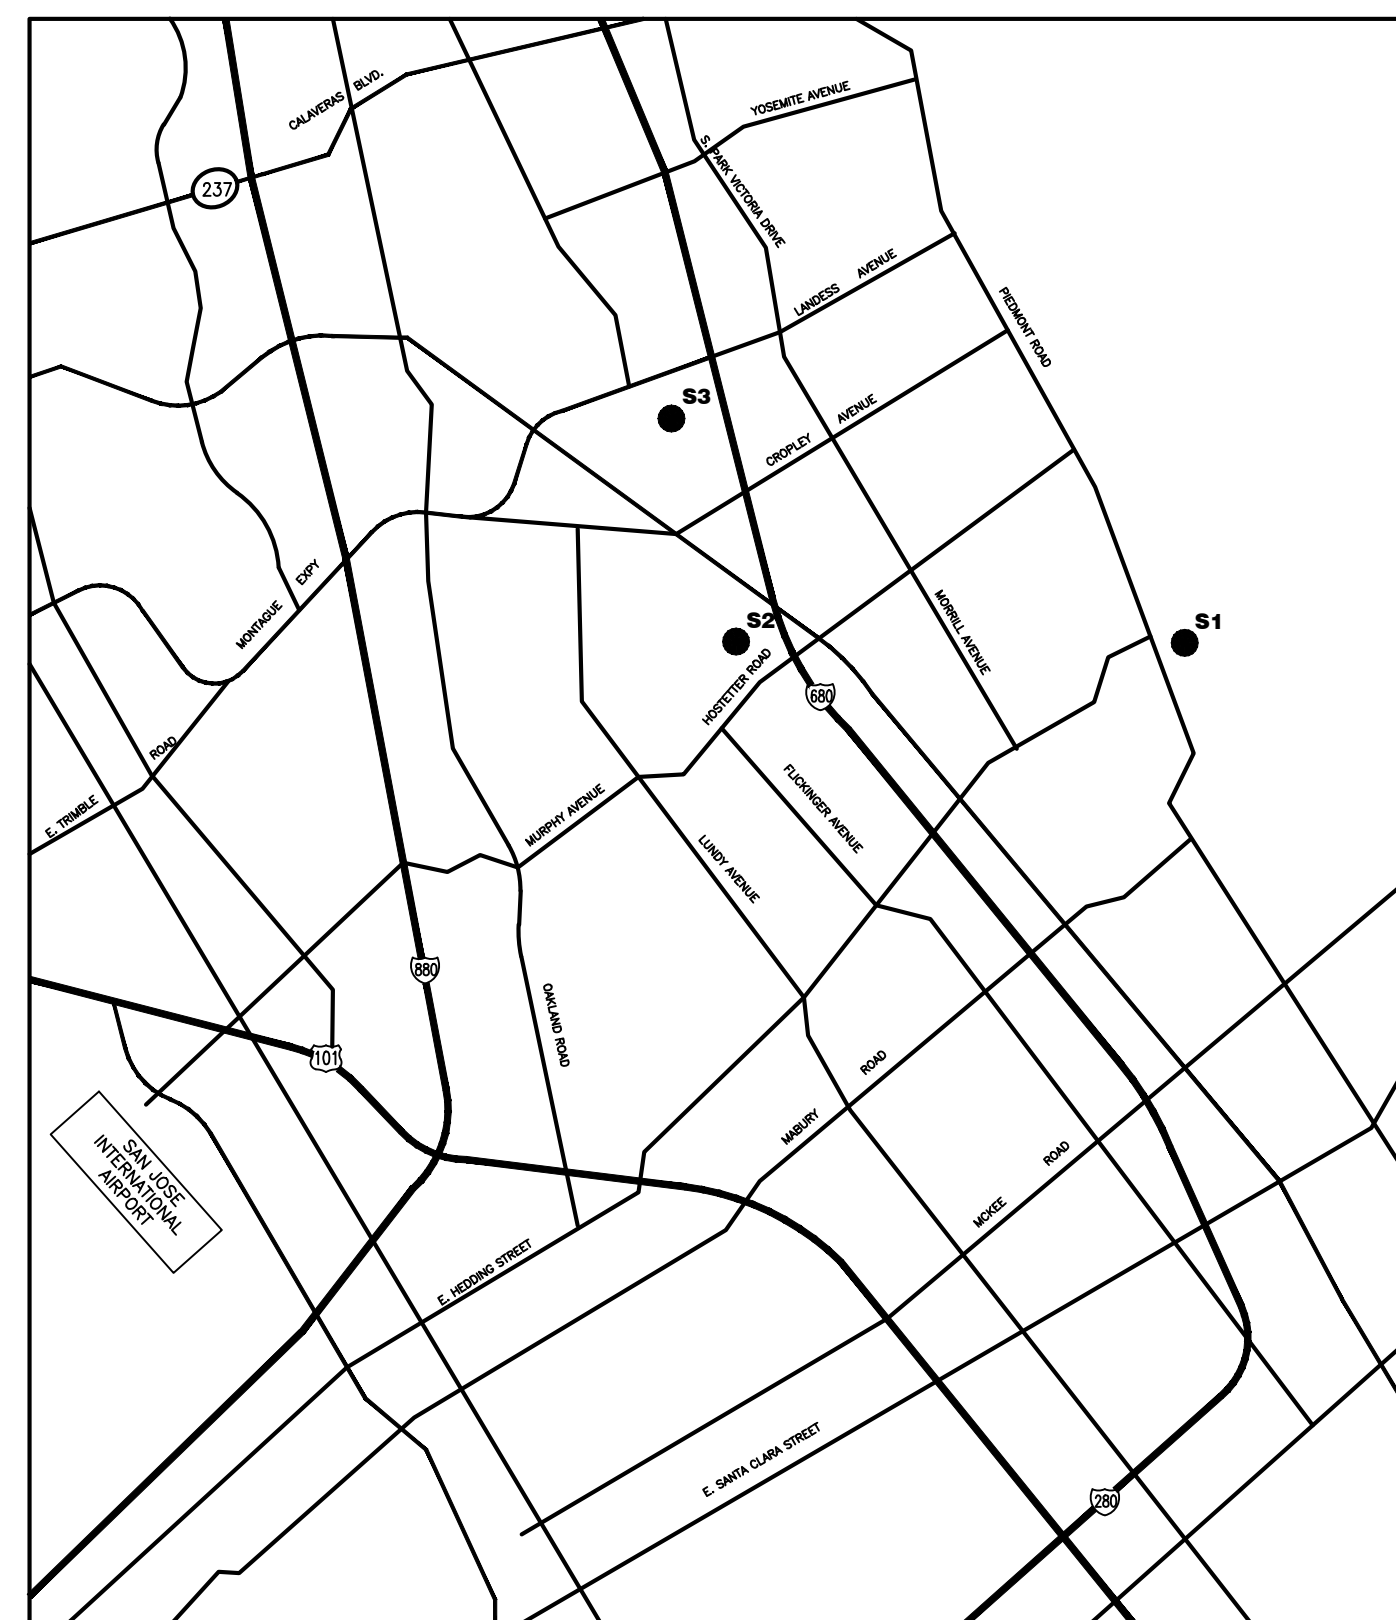 CALAVERAS BLVD.
YOSEMITE AVENUE
S. PARK VICTORIA DRIVE
237
LANDESS AVENUE
PIEDMONT ROAD
S3
CROPLEY AVENUE
MONTAGUE EXPY
MORRILL AVENUE
S2
S1
HOSTETTER ROAD
680
E. TRIMBLE ROAD
FLICKINGER AVENUE
MURPHY AVENUE
LUNDY AVENUE
880
OAKLAND ROAD
101
MABURY ROAD
SAN JOSE
INTERNATIONAL
AIRPORT
MCKEE ROAD
E. HEDDING STREET
E. SANTA CLARA STREET
280